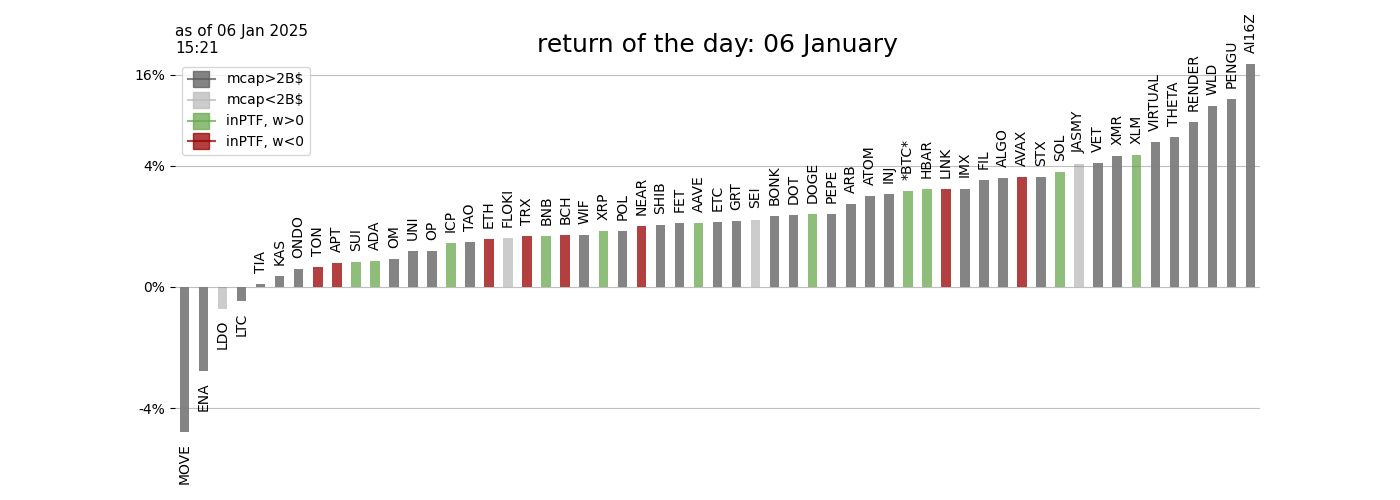 as of 06 Jan 2025
15:21
return of the day: 06 January
mcap>2B$
mcap<2B$
inPTF, w>0
inPTF, w<0
16%
4%
0%
-4%
MOVE
ENA
LDO
LTC
TIA
KAS
ONDO
TON
APT
SUI
ADA
OM
UNI
OP
ICP
TAO
ETH
FLOKI
TRX
BNB
BCH
WIF
XRP
POL
NEAR
SHIB
FET
AAVE
ETC
GRT
SEI
BONK
DOT
DOGE
PEPE
ARB
ATOM
INJ
*BTC*
HBAR
LINK
IMX
FIL
ALGO
AVAX
STX
SOL
JASMY
VET
XMR
XLM
VIRTUAL
THETA
RENDER
WLD
PENGU
AI16Z